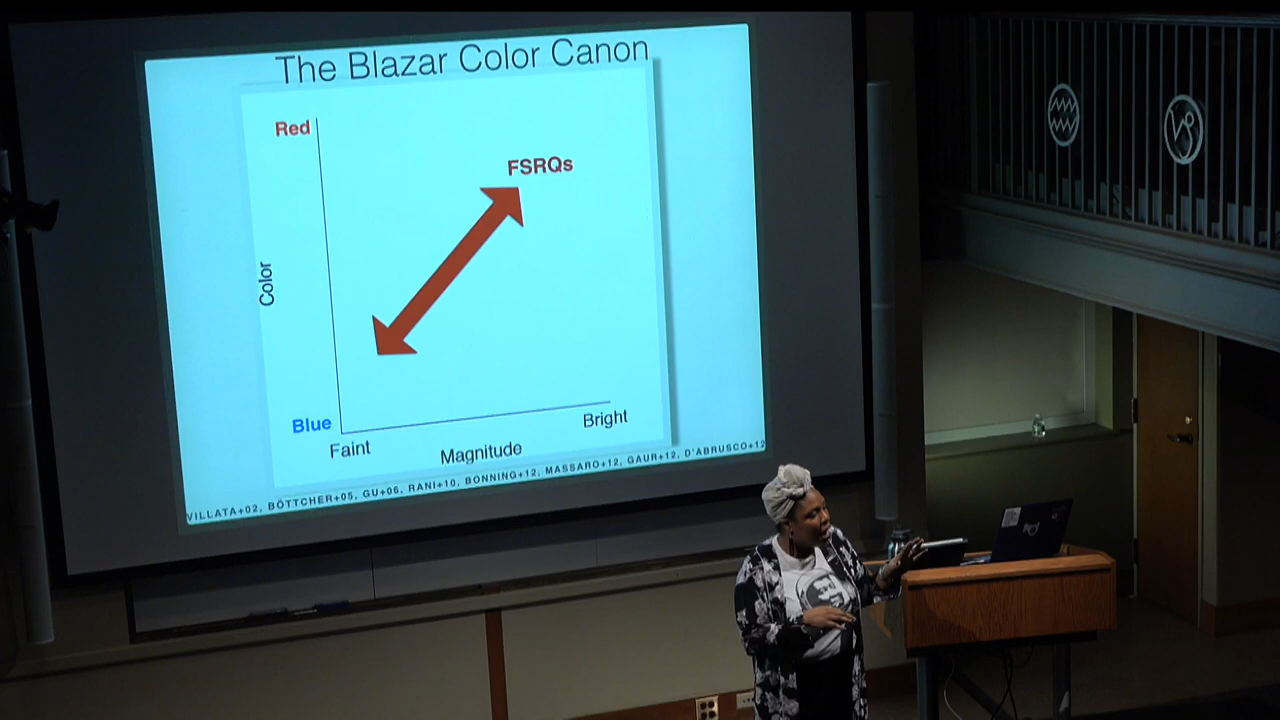 The Blazar Color Canon
Red
FSRQs
Color
Blue
Faint
Magnitude
Bright
VILLATA+02, BÖTTCHER+05, GU+06, RANI+10, BONNING+12, MASSARO+12, GAUR+12, D'ABRUSCO+12